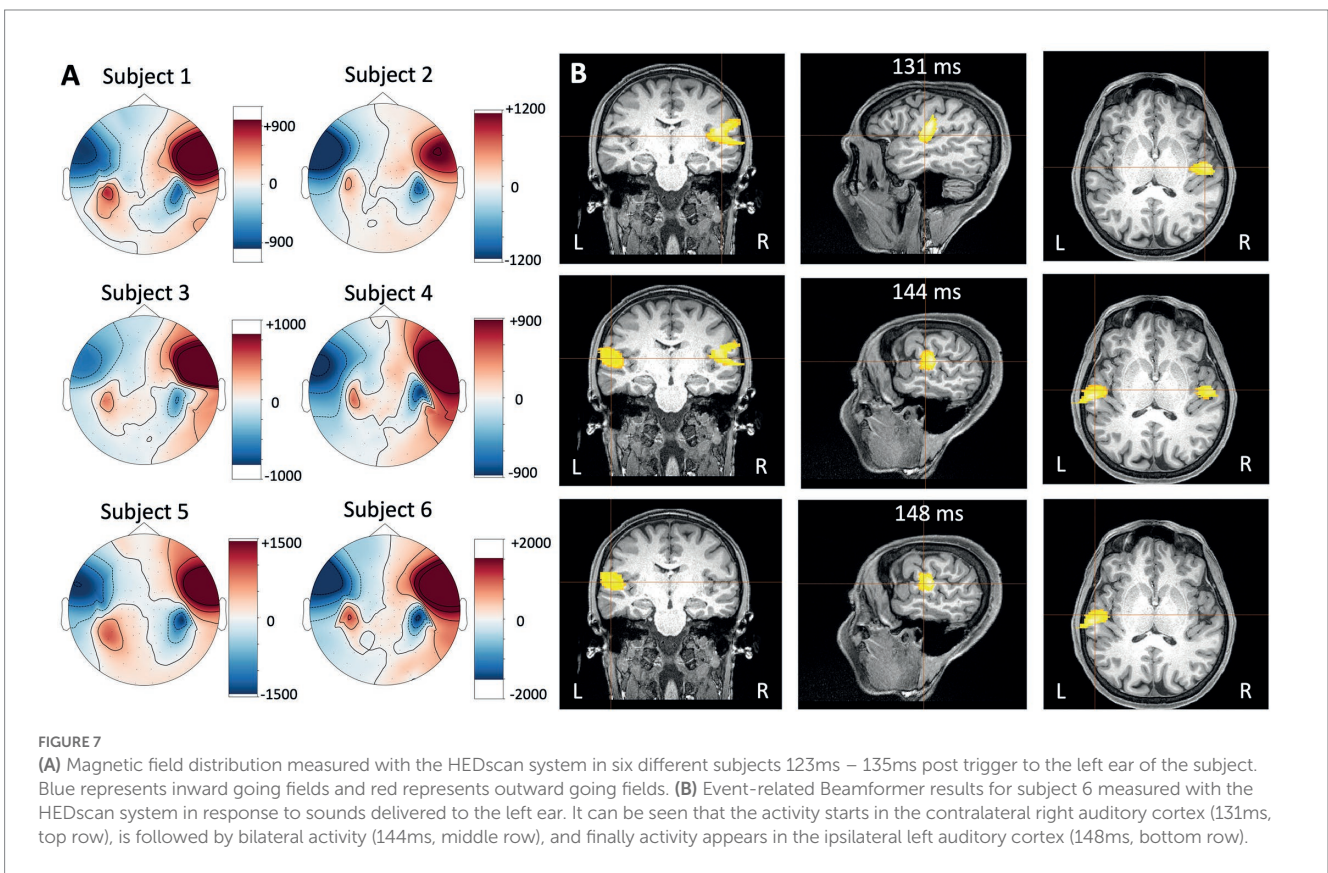 A
Subject 1
Subject 2
+900
0
-900
+1200
0
-1200
Subject 3
Subject 4
+1000
0
-1000
+900
0
-900
Subject 5
Subject 6
+1500
0
-1500
+2000
0
-2000
B
131 ms
L
R
L
R
144 ms
L
R
L
R
148 ms
L
R
L
R
FIGURE 7
(A) Magnetic field distribution measured with the HEDscan system in six different subjects 123ms – 135ms post trigger to the left ear of the subject.
Blue represents inward going fields and red represents outward going fields. (B) Event-related Beamformer results for subject 6 measured with the
HEDscan system in response to sounds delivered to the left ear. It can be seen that the activity starts in the contralateral right auditory cortex (131ms,
top row), is followed by bilateral activity (144ms, middle row), and finally activity appears in the ipsilateral left auditory cortex (148ms, bottom row).